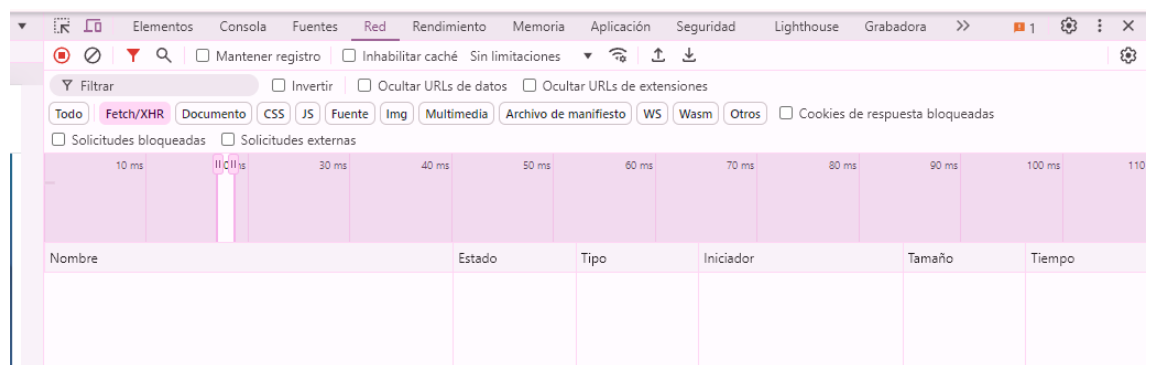 Elementos Consola Fuentes Red Rendimiento Memoria Aplicación Seguridad Lighthouse Grabadora 1
Mantener registro Inhabilitar caché Sin limitaciones
Filtrar Invertir Ocultar URLs de datos Ocultar URLs de extensiones
Todo Fetch/XHR Documento CSS JS Fuente Img Multimedia Archivo de manifiesto WS Wasm Otros Cookies de respuesta bloqueadas
Solicitudes bloqueadas Solicitudes externas
10 ms 30 ms 40 ms 50 ms 60 ms 70 ms 80 ms 90 ms 100 ms 110
Nombre Estado Tipo Iniciador Tamaño Tiempo